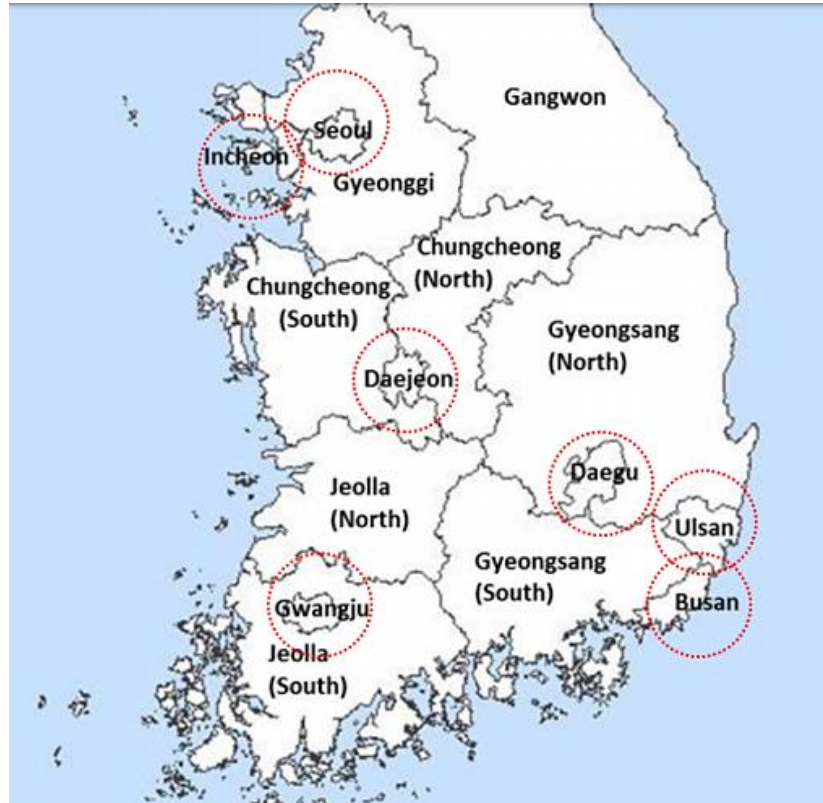 Gangwon
Seoul
Incheon
Gyeonggi
Chungcheong
(North)
Chungcheong
(South)
Gyeongsang
(North)
Daejeon
Daegu
Jeolla
(North)
Ulsan
Gyeongsang
(South)
Busan
Gwangju
Jeolla
(South)